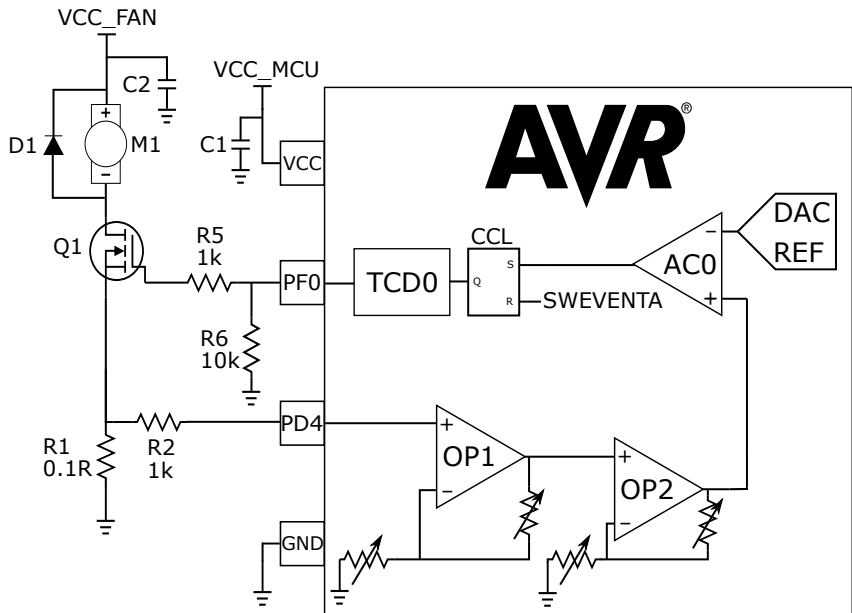 VCC_FAN
C2
VCC_MCU
AVR®
D1
+
M1
-
C1
VCC
DAC
REF
Q1
R5
1k
CCL
S
Q
R
-
AC0
+
PF0
TCD0
SWEVENTA
R6
10k
R1
0.1R
R2
1k
PD4
+
OP1
-
+
OP2
-
GND